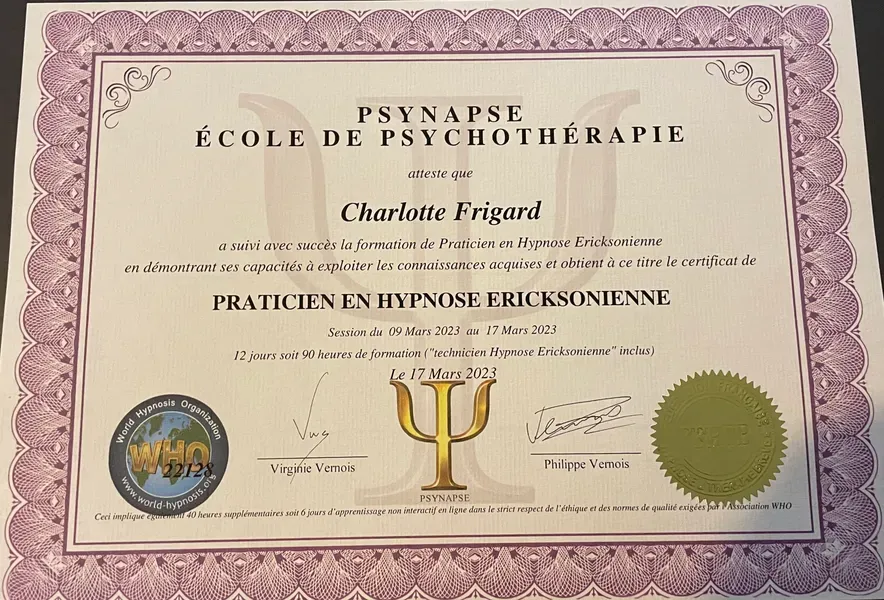 PSYNAPSE
ÉCOLE DE PSYCHOTHÉRAPIE
atteste que
Charlotte Frigard
a suivi avec succès la formation de Praticien en Hypnose Ericksonienne
en démontrant ses capacités à exploiter les connaissances acquises et obtient à ce titre le certificat de
PRATICIEN EN HYPNOSE ERICKSONIENNE
Session du 09 Mars 2023 au 17 Mars 2023
12 jours soit 90 heures de formation ("technicien Hypnose Ericksonienne" inclus)
Le 17 Mars 2023
World Hypnosis Organization
WHO
22128
www.world-hypnosis.org
Virginie Vernois
PSYNAPSE
Philippe Vernois
Ceci implique également 40 heures supplémentaires soit 6 jours d'apprentissage non interactif en ligne dans le strict respect de l'éthique et des normes de qualité exigées par l'Association WHO